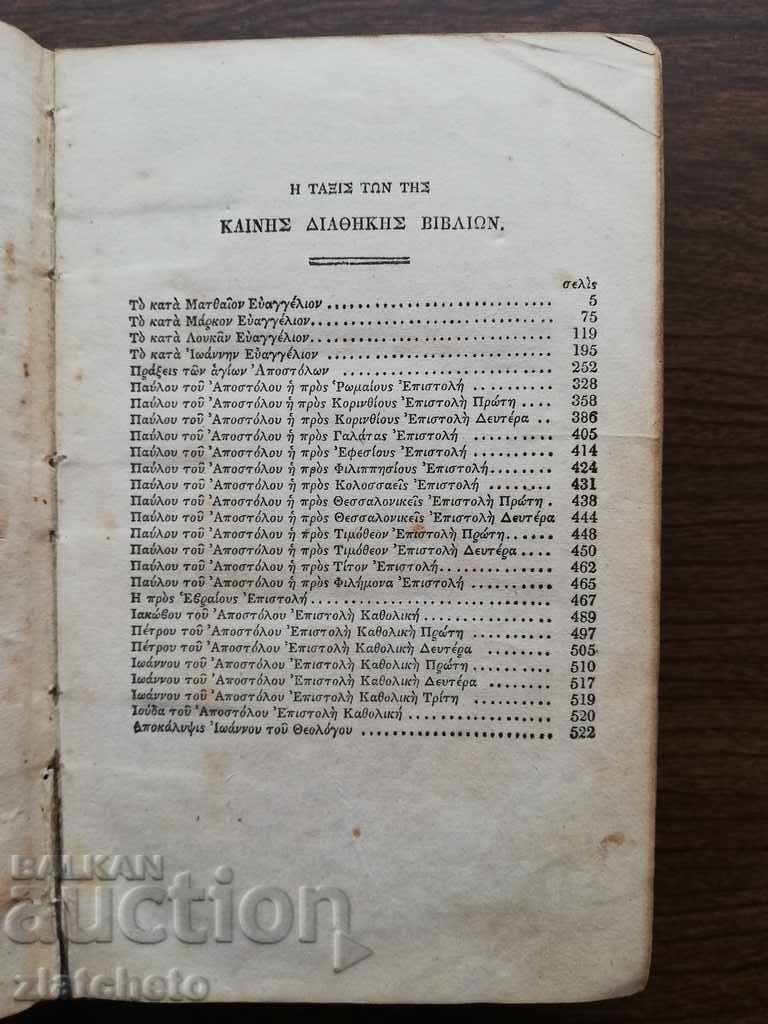 Η ΤΑΞΙΣ ΤΩΝ ΤΗΣ
ΚΑΙΝΗΣ ΔΙΑΘΗΚΗΣ ΒΙΒΛΙΩΝ.
σελὶς
Τὸ κατὰ Ματθαῖον Εὐαγγέλιον ........................ 5
Τὸ κατὰ Μάρκον Εὐαγγέλιον........................ 75
Τὸ κατὰ Λουκᾶν Εὐαγγέλιον........................ 119
Τὸ κατὰ Ἰωάννην Εὐαγγέλιον ........................ 195
Πράξεις τῶν ἁγίων Ἀποστόλων .................... 252
Παύλου τοῦ Ἀποστόλου ἡ πρὸς Ῥωμαίους Ἐπιστολή ......... 328
Παύλου τοῦ Ἀποστόλου ἡ πρὸς Κορινθίους Ἐπιστολὴ Πρώτη .... 358
Παύλου τοῦ Ἀποστόλου ἡ πρὸς Κορινθίους Ἐπιστολὴ Δευτέρα .. 386
Παύλου τοῦ Ἀποστόλου ἡ πρὸς Γαλάτας Ἐπιστολή ......... 405
Παύλου τοῦ Ἀποστόλου ἡ πρὸς Ἐφεσίους Ἐπιστολή ......... 414
Παύλου τοῦ Ἀποστόλου ἡ πρὸς Φιλιππησίους Ἐπιστολή....... 424
Παύλου τοῦ Ἀποστόλου ἡ πρὸς Κολοσσαεῖς Ἐπιστολή ........ 431
Παύλου τοῦ Ἀποστόλου ἡ πρὸς Θεσσαλονικεῖς Ἐπιστολὴ Πρώτη . 438
Παύλου τοῦ Ἀποστόλου ἡ πρὸς Θεσσαλονικεῖς Ἐπιστολὴ Δευτέρα 444
Παύλου τοῦ Ἀποστόλου ἡ πρὸς Τιμόθεον Ἐπιστολὴ Πρώτη..... 448
Παύλου τοῦ Ἀποστόλου ἡ πρὸς Τιμόθεον Ἐπιστολὴ Δευτέρα.... 450
Παύλου τοῦ Ἀποστόλου ἡ πρὸς Τίτον Ἐπιστολή............. 462
Παύλου τοῦ Ἀποστόλου ἡ πρὸς Φιλήμονα Ἐπιστολή ......... 465
Η πρὸς Ἑβραίους Ἐπιστολή........................... 467
Ιακώβου τοῦ Ἀποστόλου Ἐπιστολὴ Καθολική .............. 489
Πέτρου τοῦ Ἀποστόλου Ἐπιστολὴ Καθολικὴ Πρώτη ......... 497
Πέτρου τοῦ Ἀποστόλου Ἐπιστολὴ Καθολικὴ Δευτέρα ........ 505
Ιωάννου τοῦ Ἀποστόλου Ἐπιστολὴ Καθολικὴ Πρώτη ......... 510
Ιωάννου τοῦ Ἀποστόλου Ἐπιστολὴ Καθολικὴ Δευτέρα ....... 517
Ιωάννου τοῦ Ἀποστόλου Ἐπιστολὴ Καθολικὴ Τρίτη ......... 519
Ιούδα τοῦ Ἀποστόλου Ἐπιστολὴ Καθολική ................ 520
Αποκάλυψις Ἰωάννου τοῦ Θεολόγου ..................... 522
BALKAN
auction
zlatcheto